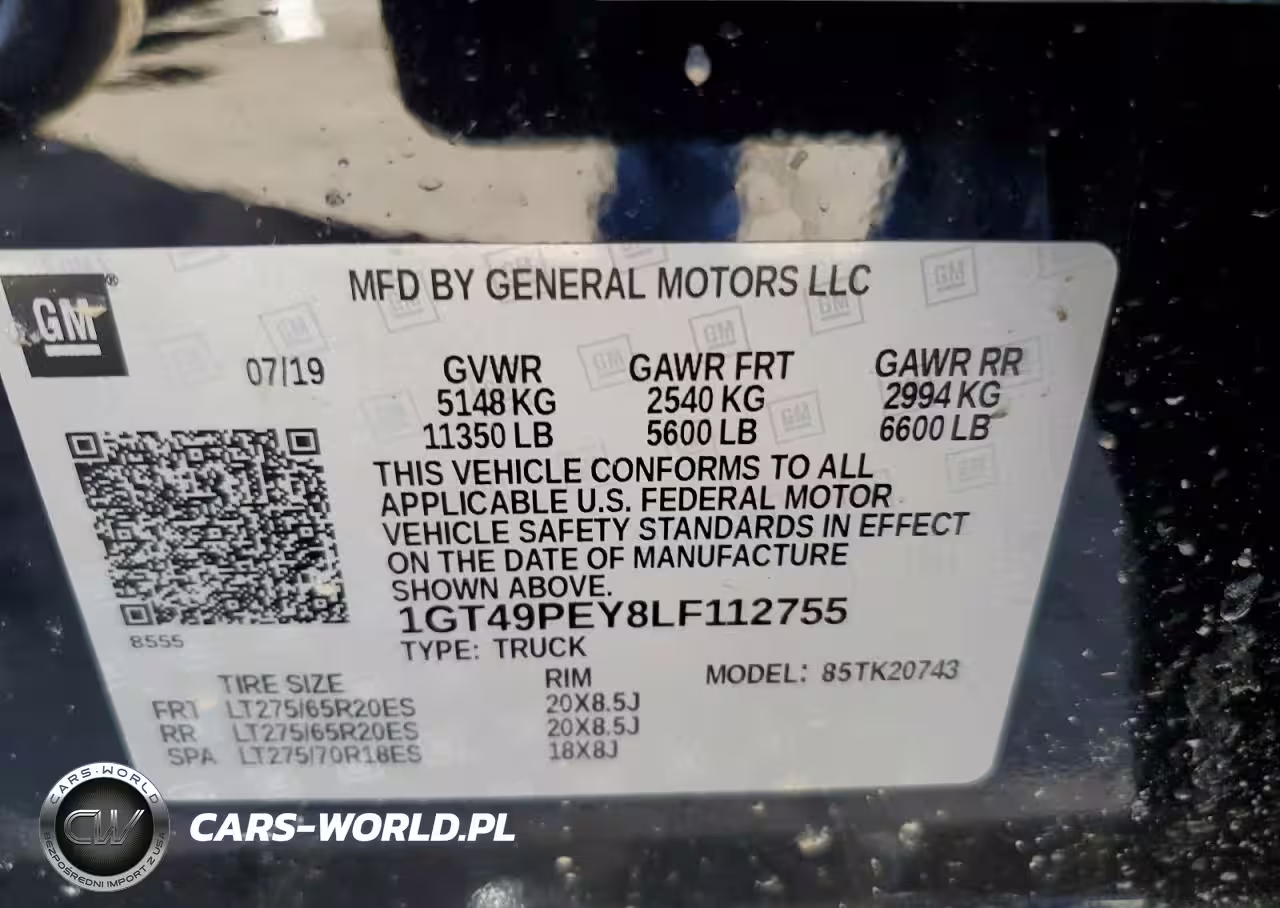 MFD BY GENERAL MOTORS LLC
GM®
07/19
GVWR GAWR FRT GAWR RR
5148 KG 2540 KG 2994 KG
11350 LB 5600 LB 6600 LB
THIS VEHICLE CONFORMS TO ALL
APPLICABLE U.S. FEDERAL MOTOR
VEHICLE SAFETY STANDARDS IN EFFECT
ON THE DATE OF MANUFACTURE
SHOWN ABOVE.
1GT49PEY8LF112755
8555
TYPE: TRUCK
TIRE SIZE RIM MODEL: 85TK20743
FRT LT275/65R20ES 20X8.5J
RR LT275/65R20ES 20X8.5J
SPA LT275/70R18ES 18X8J
CARS-WORLD
CW
BEZPOŚREDNI IMPORT Z USA
CARS-WORLD.PL